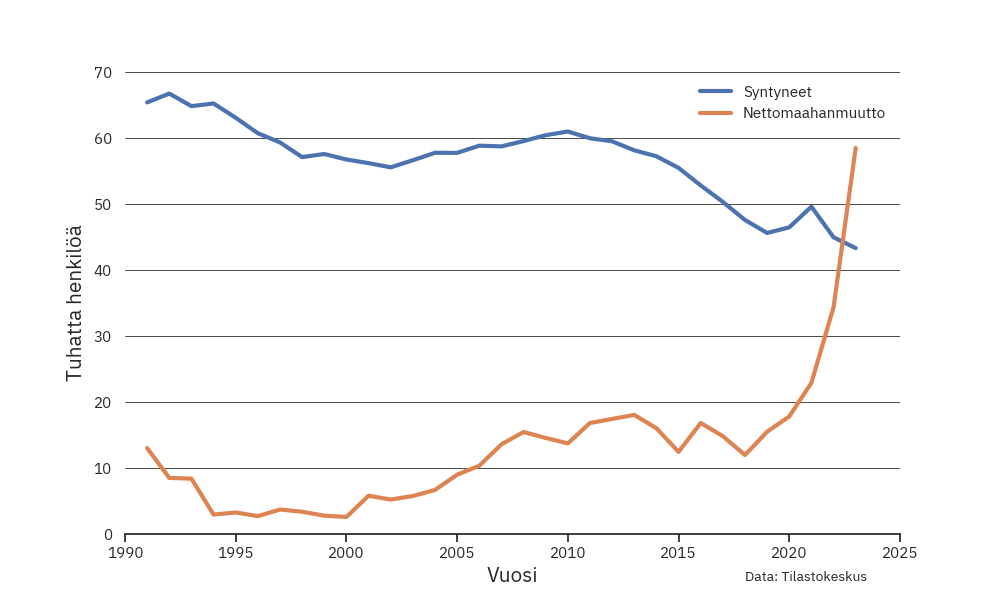 70
60
50
40
30
20
10
0
Tuhatta henkilöä
Syntyneet
Nettomaahanmuutto
1990 1995 2000 2005 2010 2015 2020 2025
Vuosi
Data: Tilastokeskus